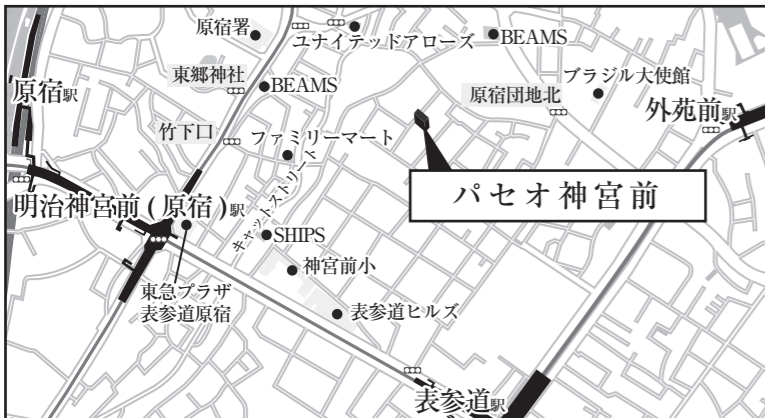 原宿署
ユナイテッドアローズ
BEAMS
東郷神社
BEAMS
原宿駅
原宿団地北
ブラジル大使館
外苑前駅
竹下口
ファミリーマート
パセオ神宮前
明治神宮前(原宿)駅
キャットストリート
SHIPS
神宮前小
東急プラザ
表参道原宿
表参道ヒルズ
表参道駅